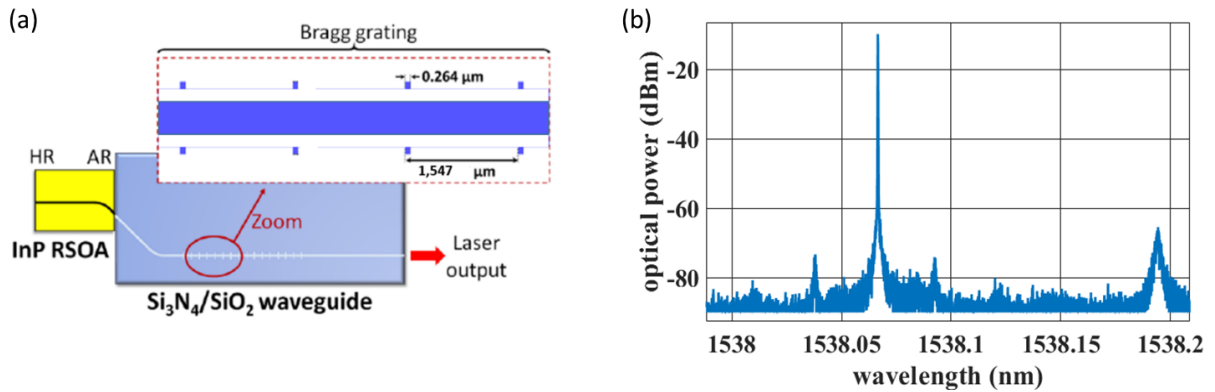 (a)
Bragg grating
0.264 µm
1,547 µm
HR AR
Zoom
InP RSOA
Laser
output
Si₃N₄/SiO₂ waveguide
(b)
optical power (dBm)
-20
-40
-60
-80
1538 1538.05 1538.1 1538.15 1538.2
wavelength (nm)